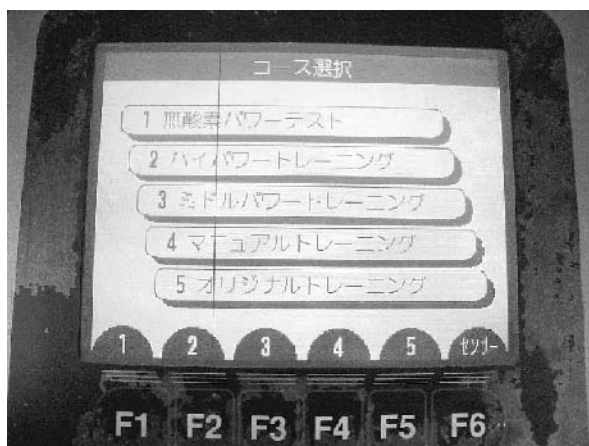 コース選択
1 無酸素パワーテスト
2 ハイパワートレーニング
3 ミドルパワートレーニング
4 マニュアルトレーニング
5 オリジナルトレーニング
1 2 3 4 5 センサー
F1 F2 F3 F4 F5 F6